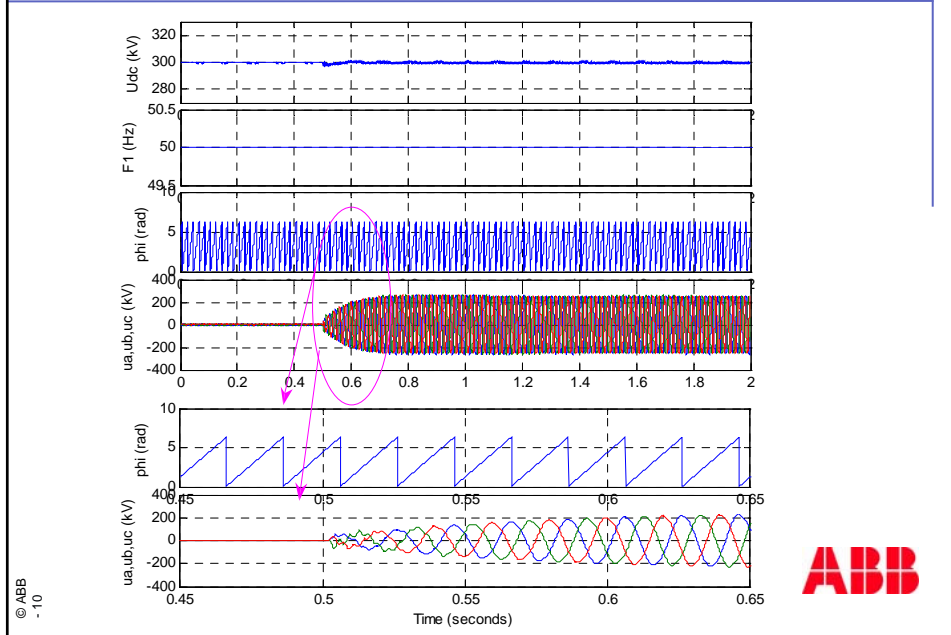 320
300
280
Udc (kV)
50.5
50
49.5
F1 (Hz)
10
5
0
phi (rad)
400
200
0
-200
-400
ua,ub,uc (kV)
0 0.2 0.4 0.6 0.8 1 1.2 1.4 1.6 1.8 2
10
5
0
phi (rad)
0.45 0.5 0.55 0.6 0.65
400
200
0
-200
-400
ua,ub,uc (kV)
0.45 0.5 0.55 0.6 0.65
Time (seconds)
© ABB
- 10
ABB